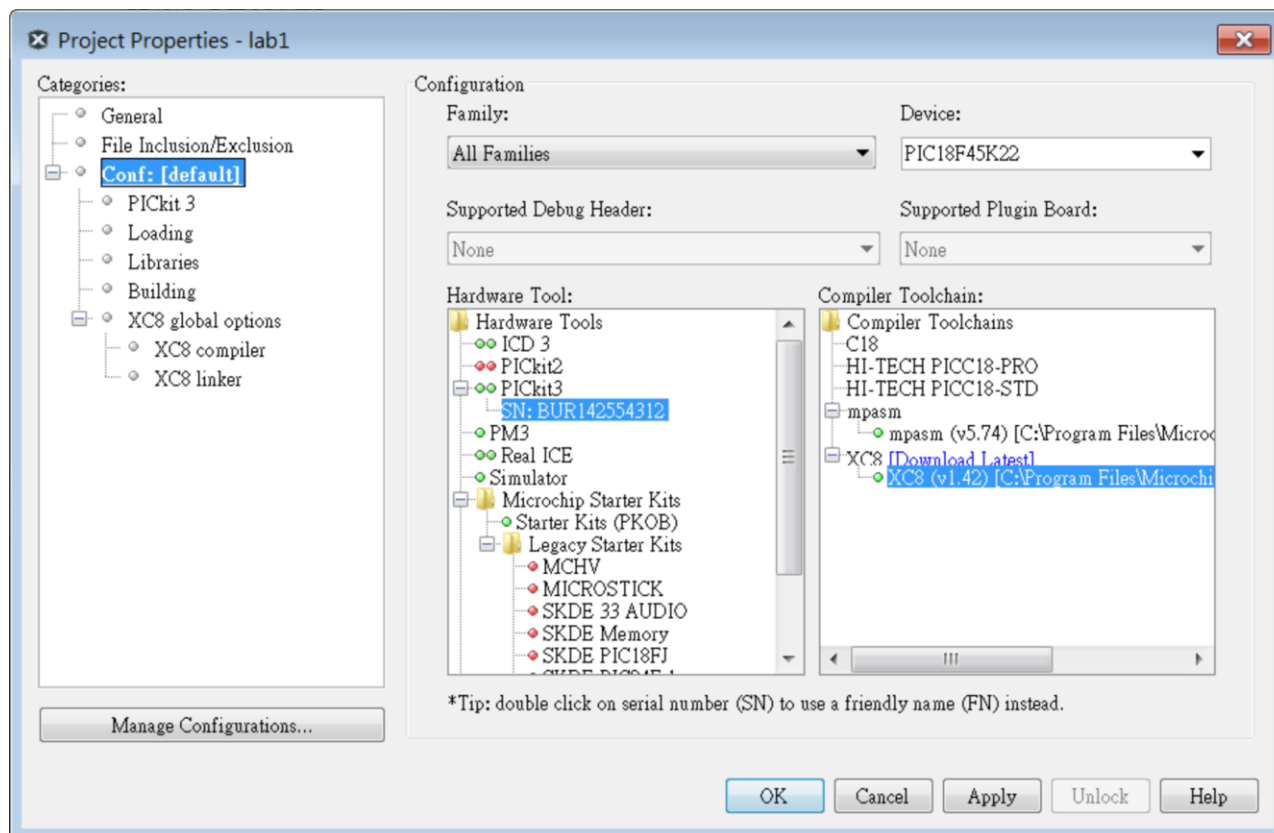 Project Properties - lab1
Categories:
General
File Inclusion/Exclusion
Conf: [default]
PICkit 3
Loading
Libraries
Building
XC8 global options
XC8 compiler
XC8 linker
Manage Configurations...
Configuration
Family:
All Families
Device:
PIC18F45K22
Supported Debug Header:
None
Supported Plugin Board:
None
Hardware Tool:
Hardware Tools
ICD 3
PICkit2
PICkit3
SN: BUR142554312
PM3
Real ICE
Simulator
Microchip Starter Kits
Starter Kits (PKOB)
Legacy Starter Kits
MCHV
MICROSTICK
SKDE 33 AUDIO
SKDE Memory
SKDE PIC18FJ
Compiler Toolchain:
Compiler Toolchains
C18
HI-TECH PICC18-PRO
HI-TECH PICC18-STD
mpasm
mpasm (v5.74) [C:\Program Files\Microc
XC8 [Download Latest]
XC8 (v1.42) [C:\Program Files\Microchi
*Tip: double click on serial number (SN) to use a friendly name (FN) instead.
OK
Cancel
Apply
Unlock
Help